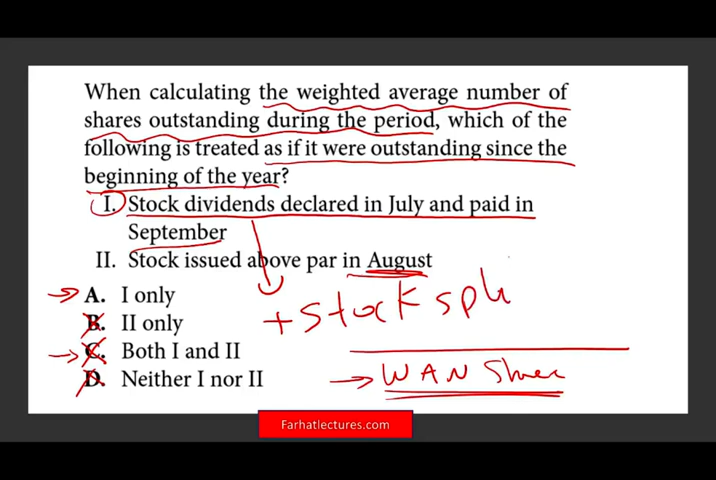 When calculating the weighted average number of
shares outstanding during the period, which of the
following is treated as if it were outstanding since the
beginning of the year?
I. Stock dividends declared in July and paid in
September
II. Stock issued above par in August
A. I only
B. II only
C. Both I and II
D. Neither I nor II
+ Stock
WAN
Farhatlectures.com